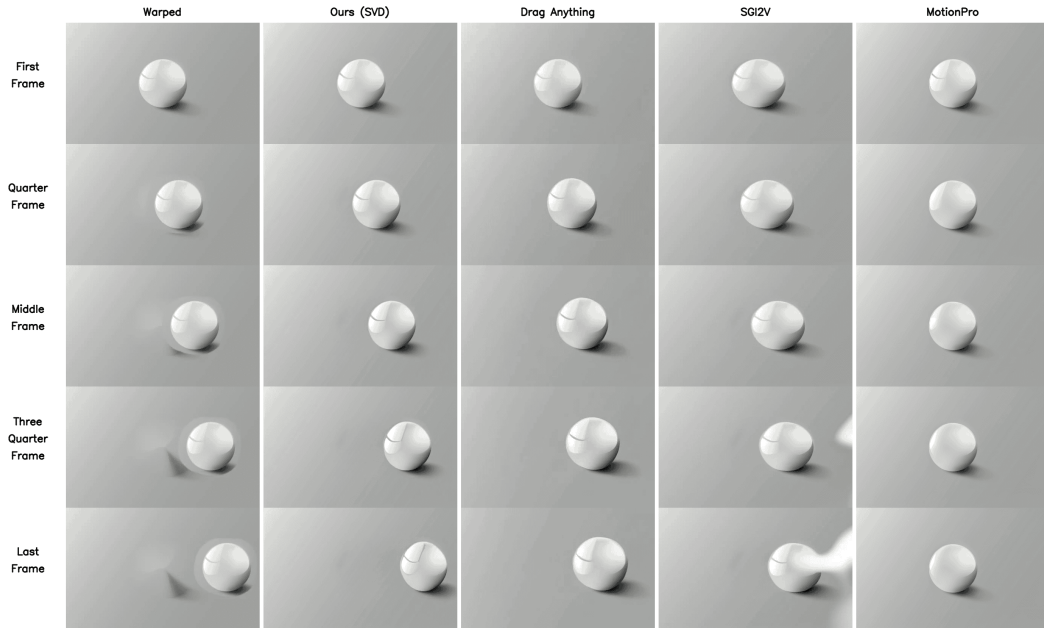 Warped
Ours (SVD)
Drag Anything
SGI2V
MotionPro
First
Frame
Quarter
Frame
Middle
Frame
Three
Quarter
Frame
Last
Frame